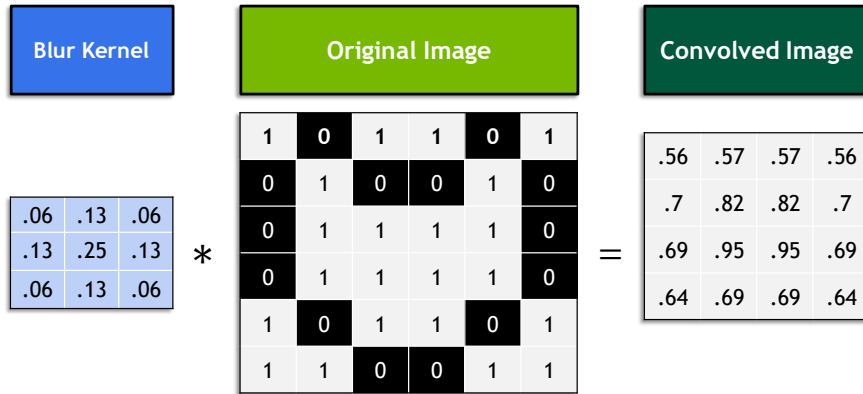 Blur Kernel
Original Image
Convolved Image
1 0 1 1 0 1
0 1 0 0 1 0
0 1 1 1 1 0
0 1 1 1 1 0
1 0 1 1 0 1
1 1 0 0 1 1
.06 .13 .06
.13 .25 .13
.06 .13 .06
*
=
.56 .57 .57 .56
.7 .82 .82 .7
.69 .95 .95 .69
.64 .69 .69 .64